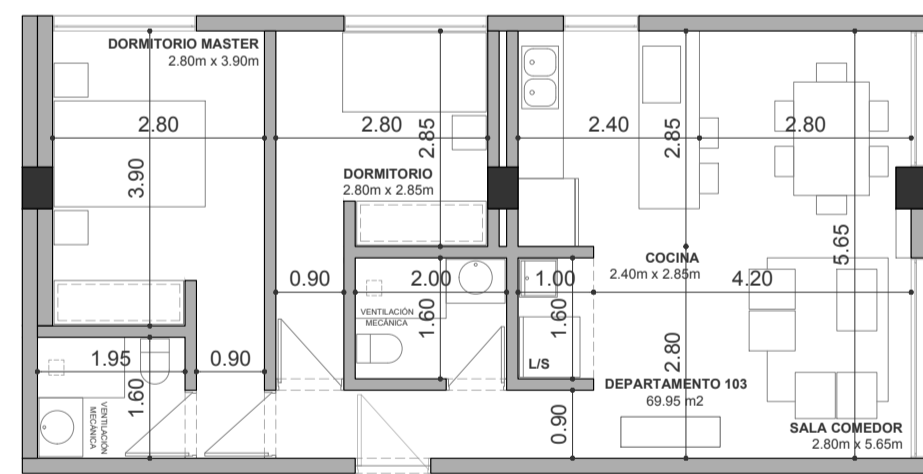 DORMITORIO MASTER
2.80m x 3.90m
2.80
3.90
2.80
2.85
DORMITORIO
2.80m x 2.85m
2.40
2.85
2.80
5.65
COCINA
2.40m x 2.85m
0.90
2.00
1.00
4.20
VENTILACIÓN
MECÁNICA
1.60
1.60
L/S
2.80
1.95
0.90
1.60
VENTILACIÓN
MECÁNICA
DEPARTAMENTO 103
69.95 m2
0.90
SALA COMEDOR
2.80m x 5.65m